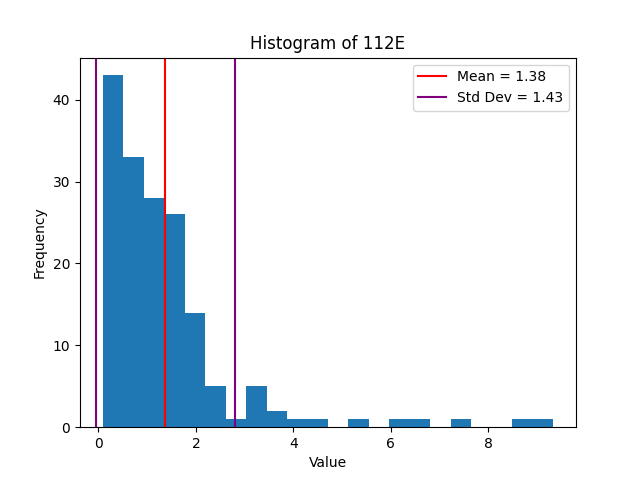 Histogram of 112E
Mean = 1.38
Std Dev = 1.43
40
30
20
10
0
Frequency
0 2 4 6 8
Value